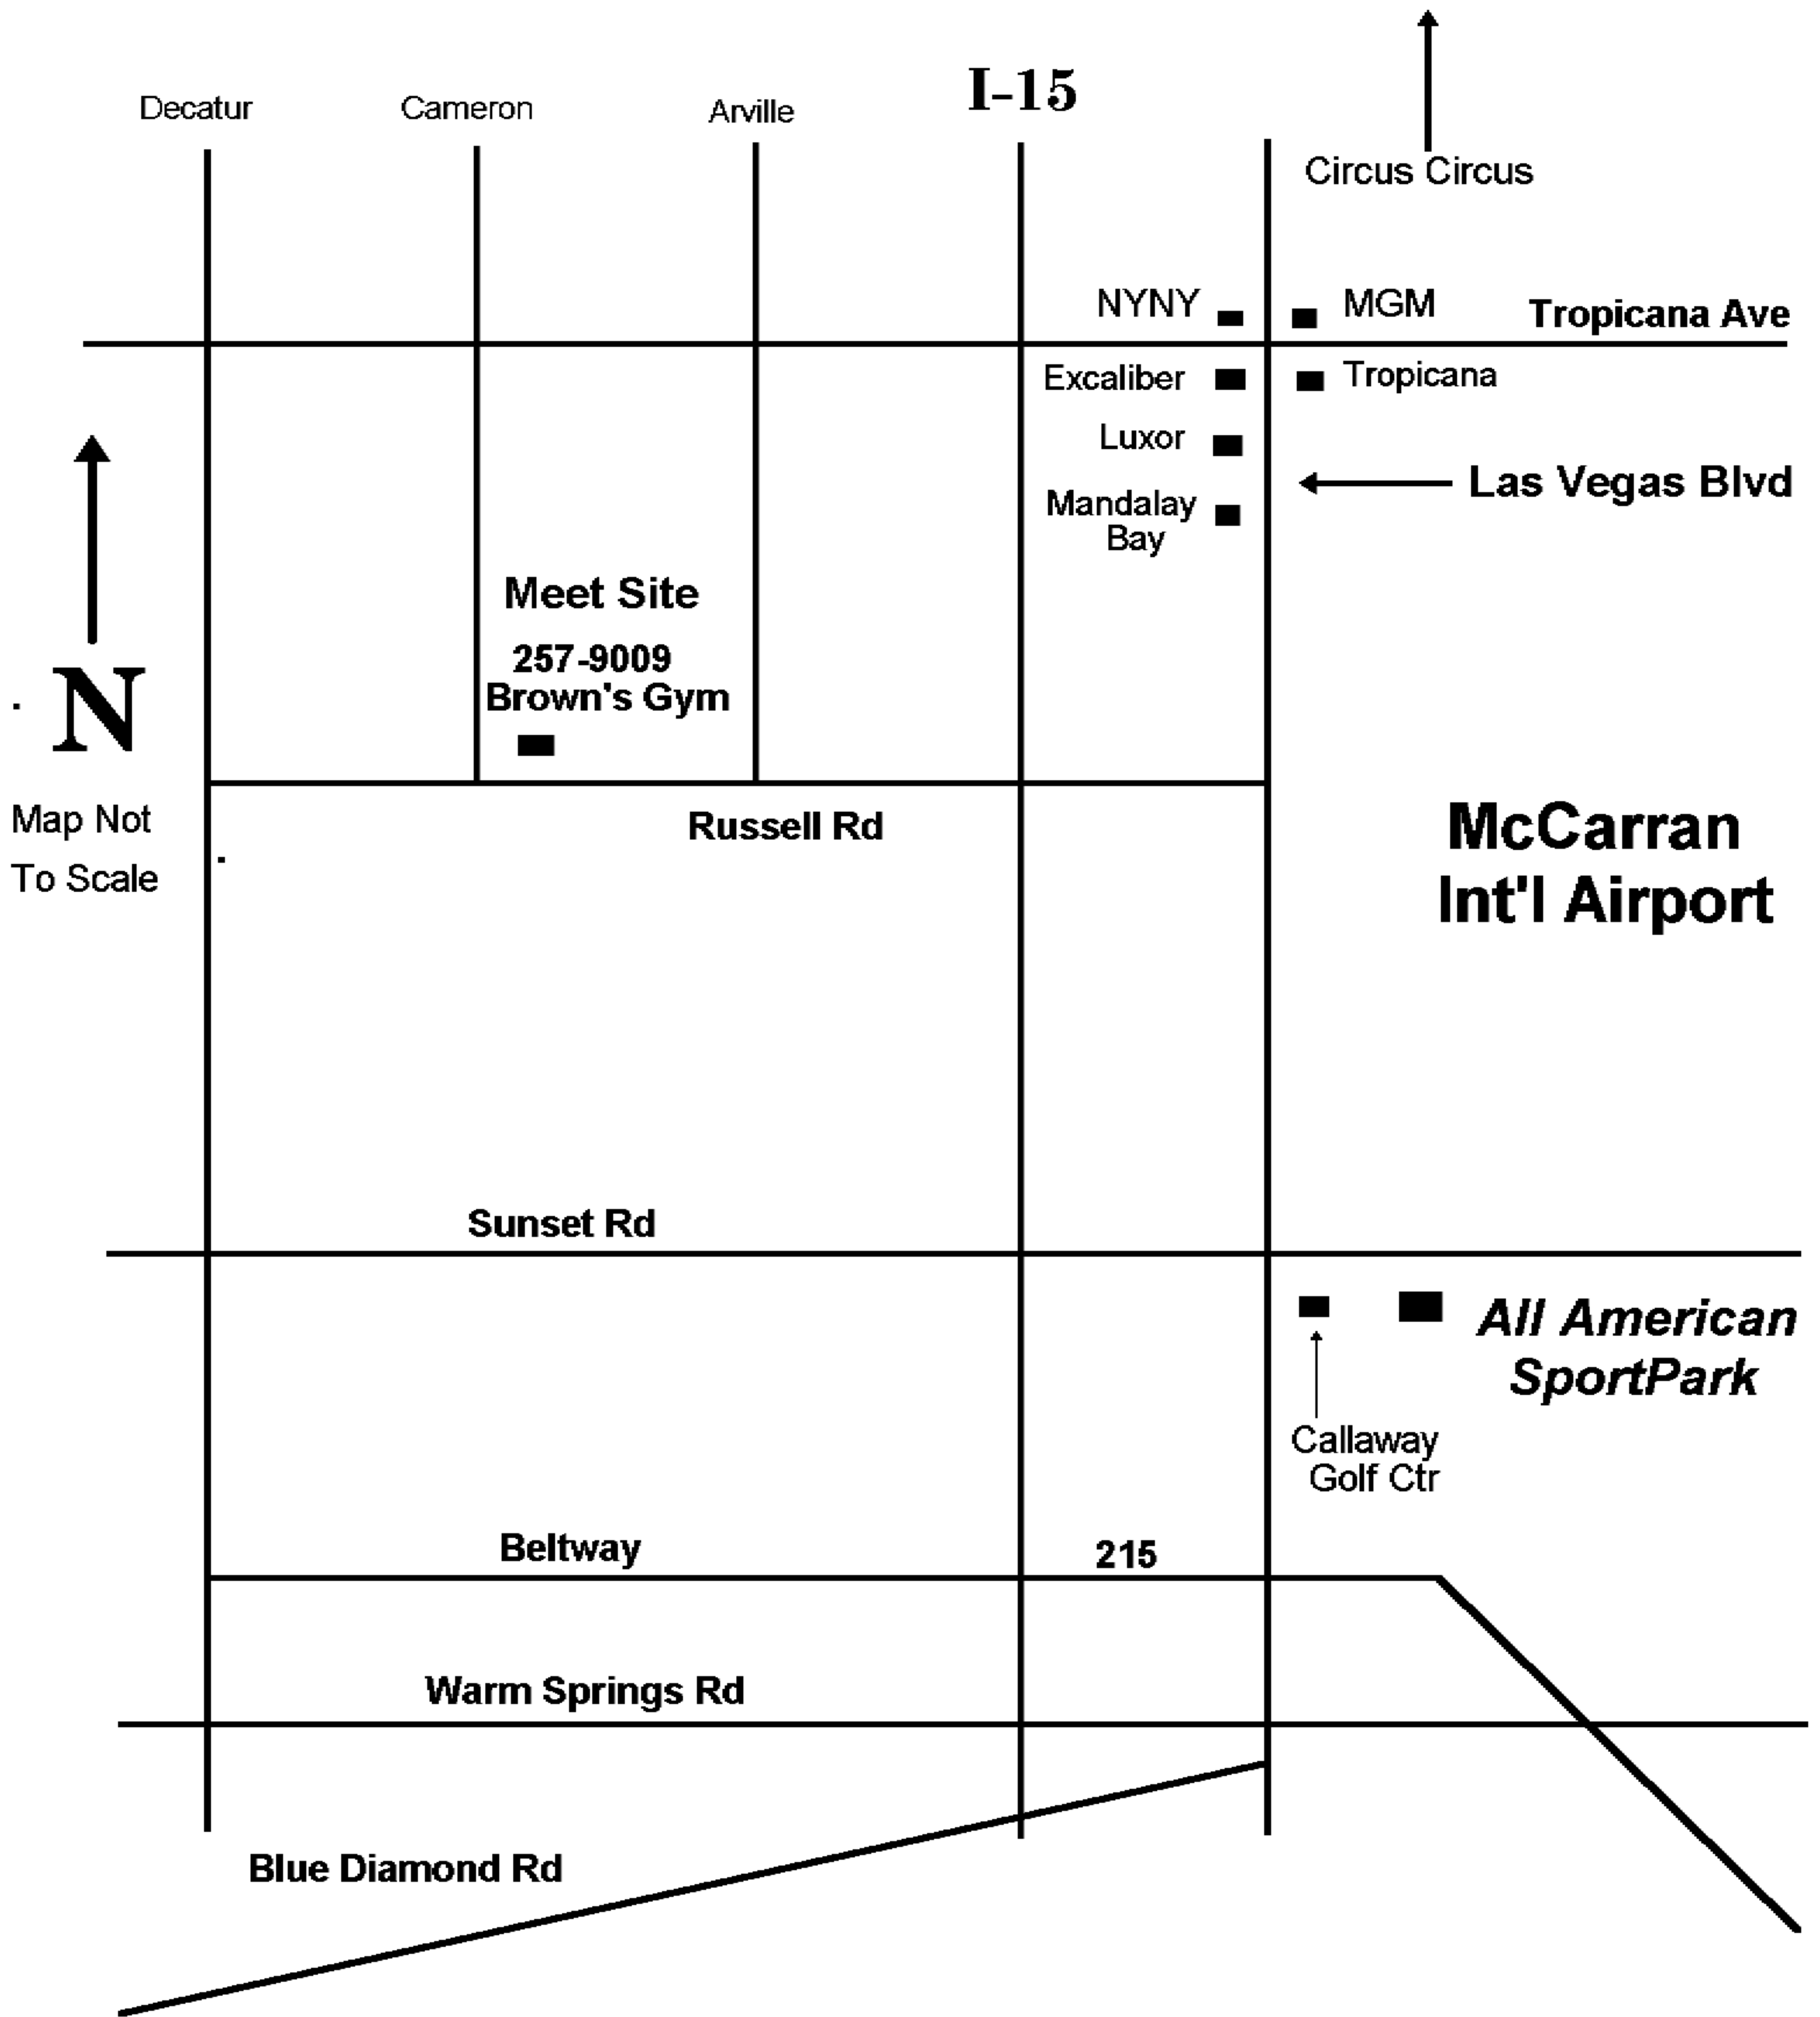 I-15
Decatur
Cameron
Arville
Circus Circus
NYNY
MGM
Tropicana Ave
Excaliber
Tropicana
Luxor
Las Vegas Blvd
Mandalay
Bay
Meet Site
257-9009
Brown's Gym
N
Map Not
To Scale
Russell Rd
McCarran
Int'l Airport
Sunset Rd
All American
SportPark
Callaway
Golf Ctr
Beltway
215
Warm Springs Rd
Blue Diamond Rd